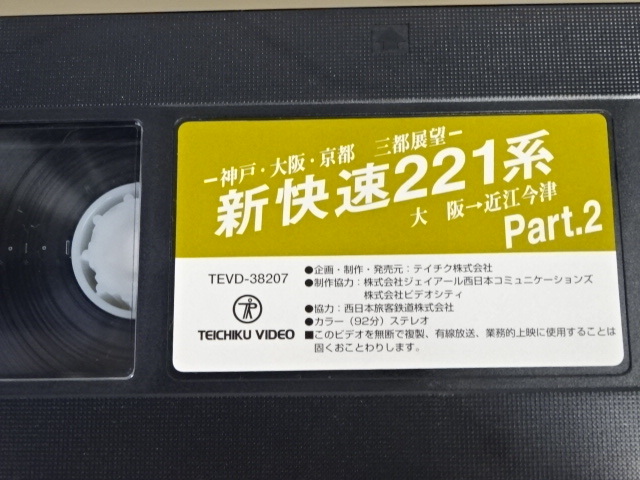 －神戸・大阪・京都　三都展望－
新快速221系
大　阪→近江今津
Part.2
TEVD-38207
TEICHIKU VIDEO
●企画・制作・発売元：テイチク株式会社
●制作協力：株式会社ジェイアール西日本コミュニケーションズ
株式会社ビデオシティ
●協力：西日本旅客鉄道株式会社
●カラー（92分）ステレオ
■このビデオを無断で複製、有線放送、業務的上映に使用することは
固くおことわりします。